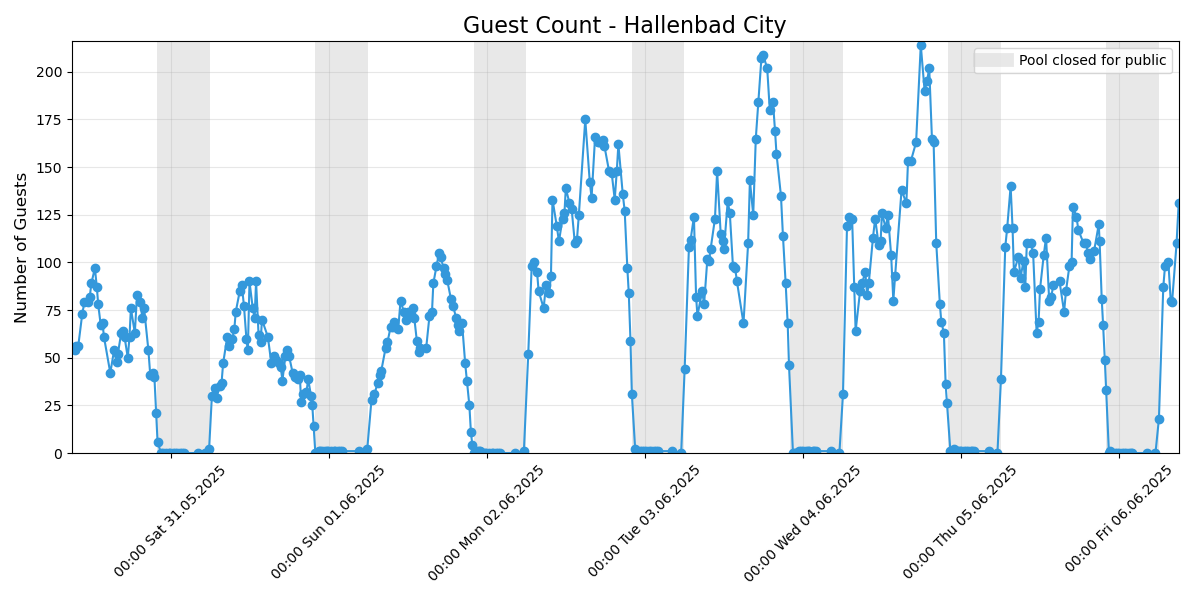 Guest Count - Hallenbad City
Pool closed for public
Number of Guests
200
175
150
125
100
75
50
25
0
00:00 Sat 31.05.2025
00:00 Sun 01.06.2025
00:00 Mon 02.06.2025
00:00 Tue 03.06.2025
00:00 Wed 04.06.2025
00:00 Thu 05.06.2025
00:00 Fri 06.06.2025